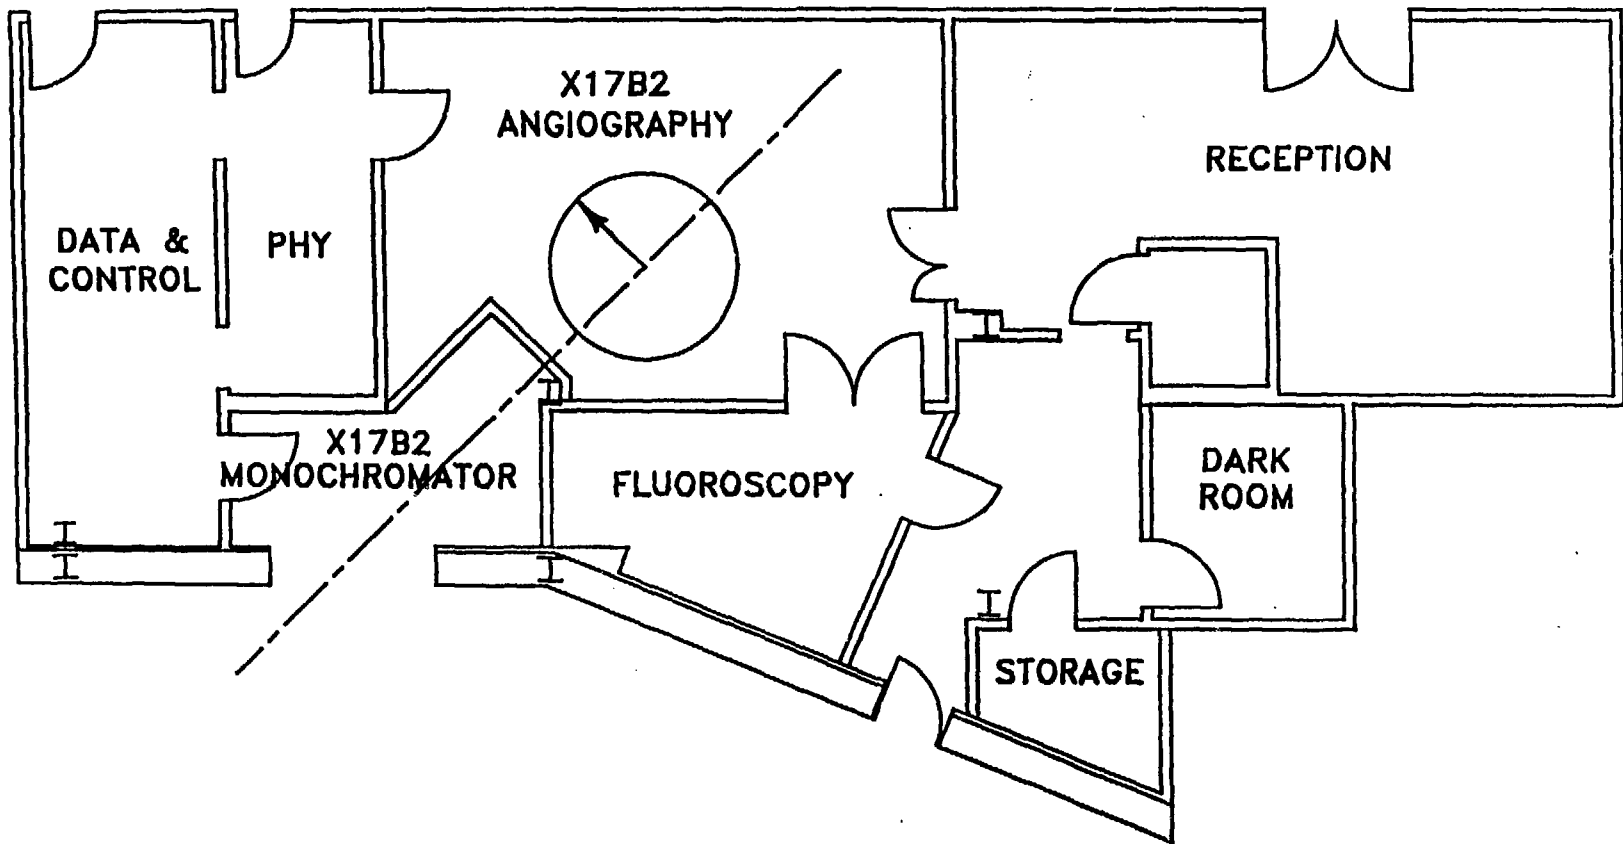 X17B2
ANGIOGRAPHY
RECEPTION
DATA &
CONTROL
PHY
X17B2
MONOCHROMATOR
FLUOROSCOPY
DARK
ROOM
STORAGE